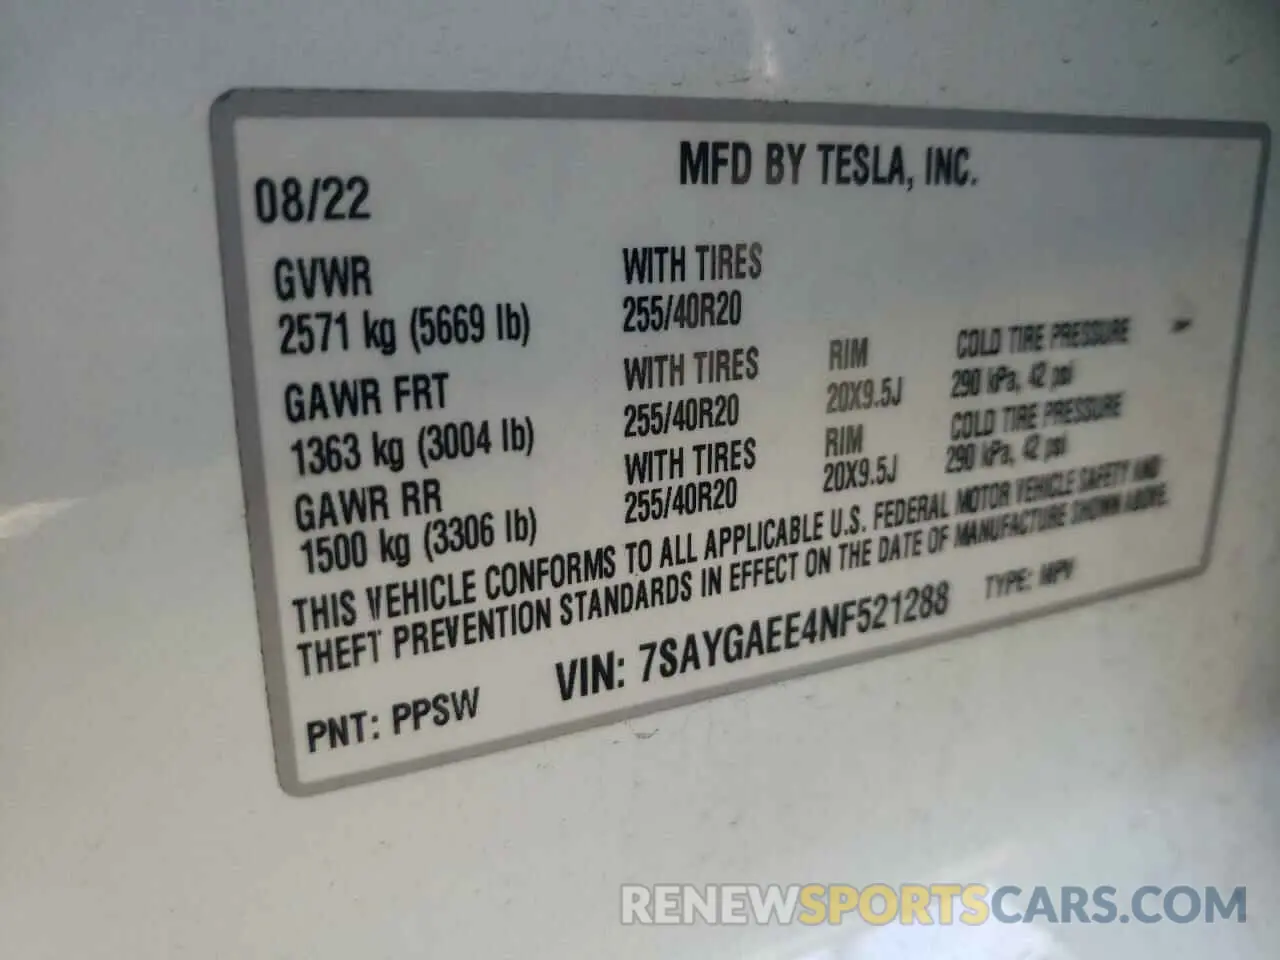 MFD BY TESLA, INC.
08/22
GVWR
2571 kg (5669 lb)
WITH TIRES
255/40R20
GAWR FRT
1363 kg (3004 lb)
WITH TIRES
255/40R20
RIM
20X9.5J
COLD TIRE PRESSURE
290 kPa, 42 psi
GAWR RR
1500 kg (3306 lb)
WITH TIRES
255/40R20
RIM
20X9.5J
COLD TIRE PRESSURE
290 kPa, 42 psi
THIS VEHICLE CONFORMS TO ALL APPLICABLE U.S. FEDERAL MOTOR VEHICLE SAFETY AND
THEFT PREVENTION STANDARDS IN EFFECT ON THE DATE OF MANUFACTURE SHOWN ABOVE.
PNT: PPSW
VIN: 7SAYGAEE4NF521288
TYPE: MPV
RENEWSPORTSCARS.COM